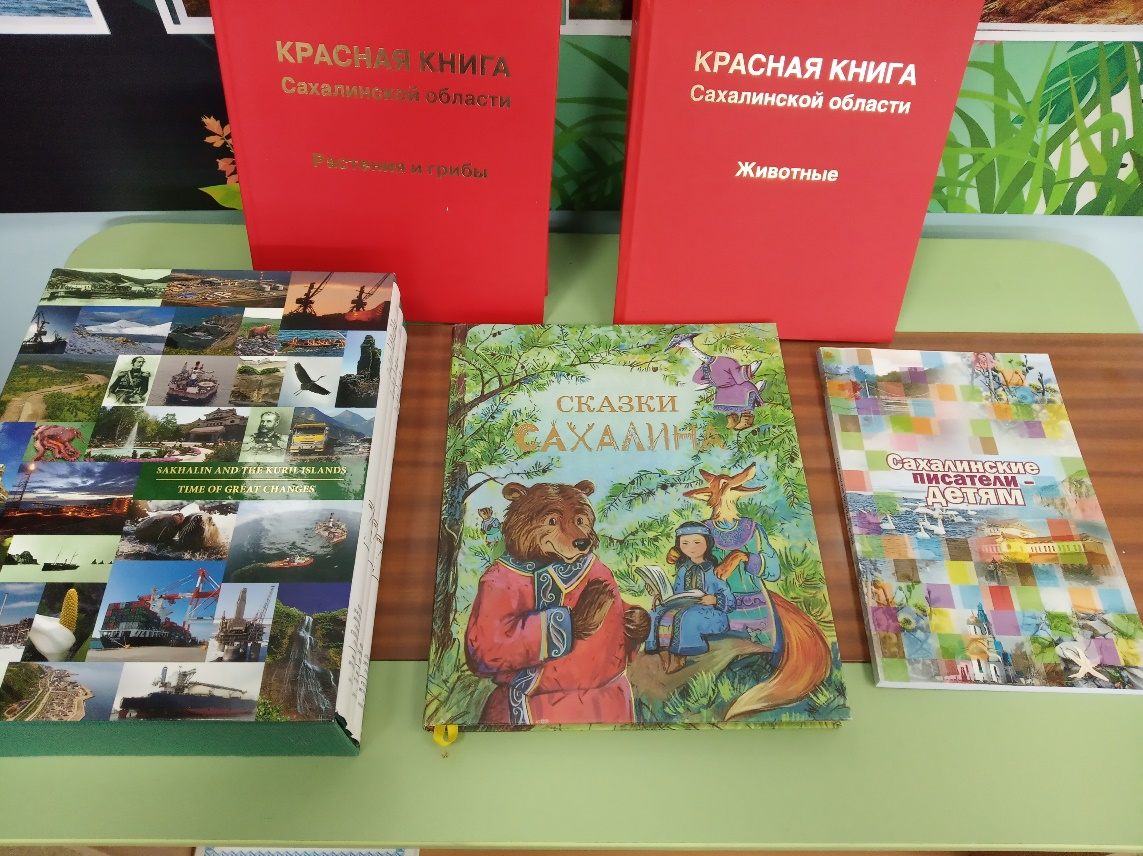 КРАСНАЯ КНИГА
Сахалинской области
Растения и грибы
КРАСНАЯ КНИГА
Сахалинской области
Животные
SAKHALIN AND THE KURIL ISLANDS
TIME OF GREAT CHANGES
СКАЗКИ
САХАЛИНА
Сахалинские
писатели –
детям